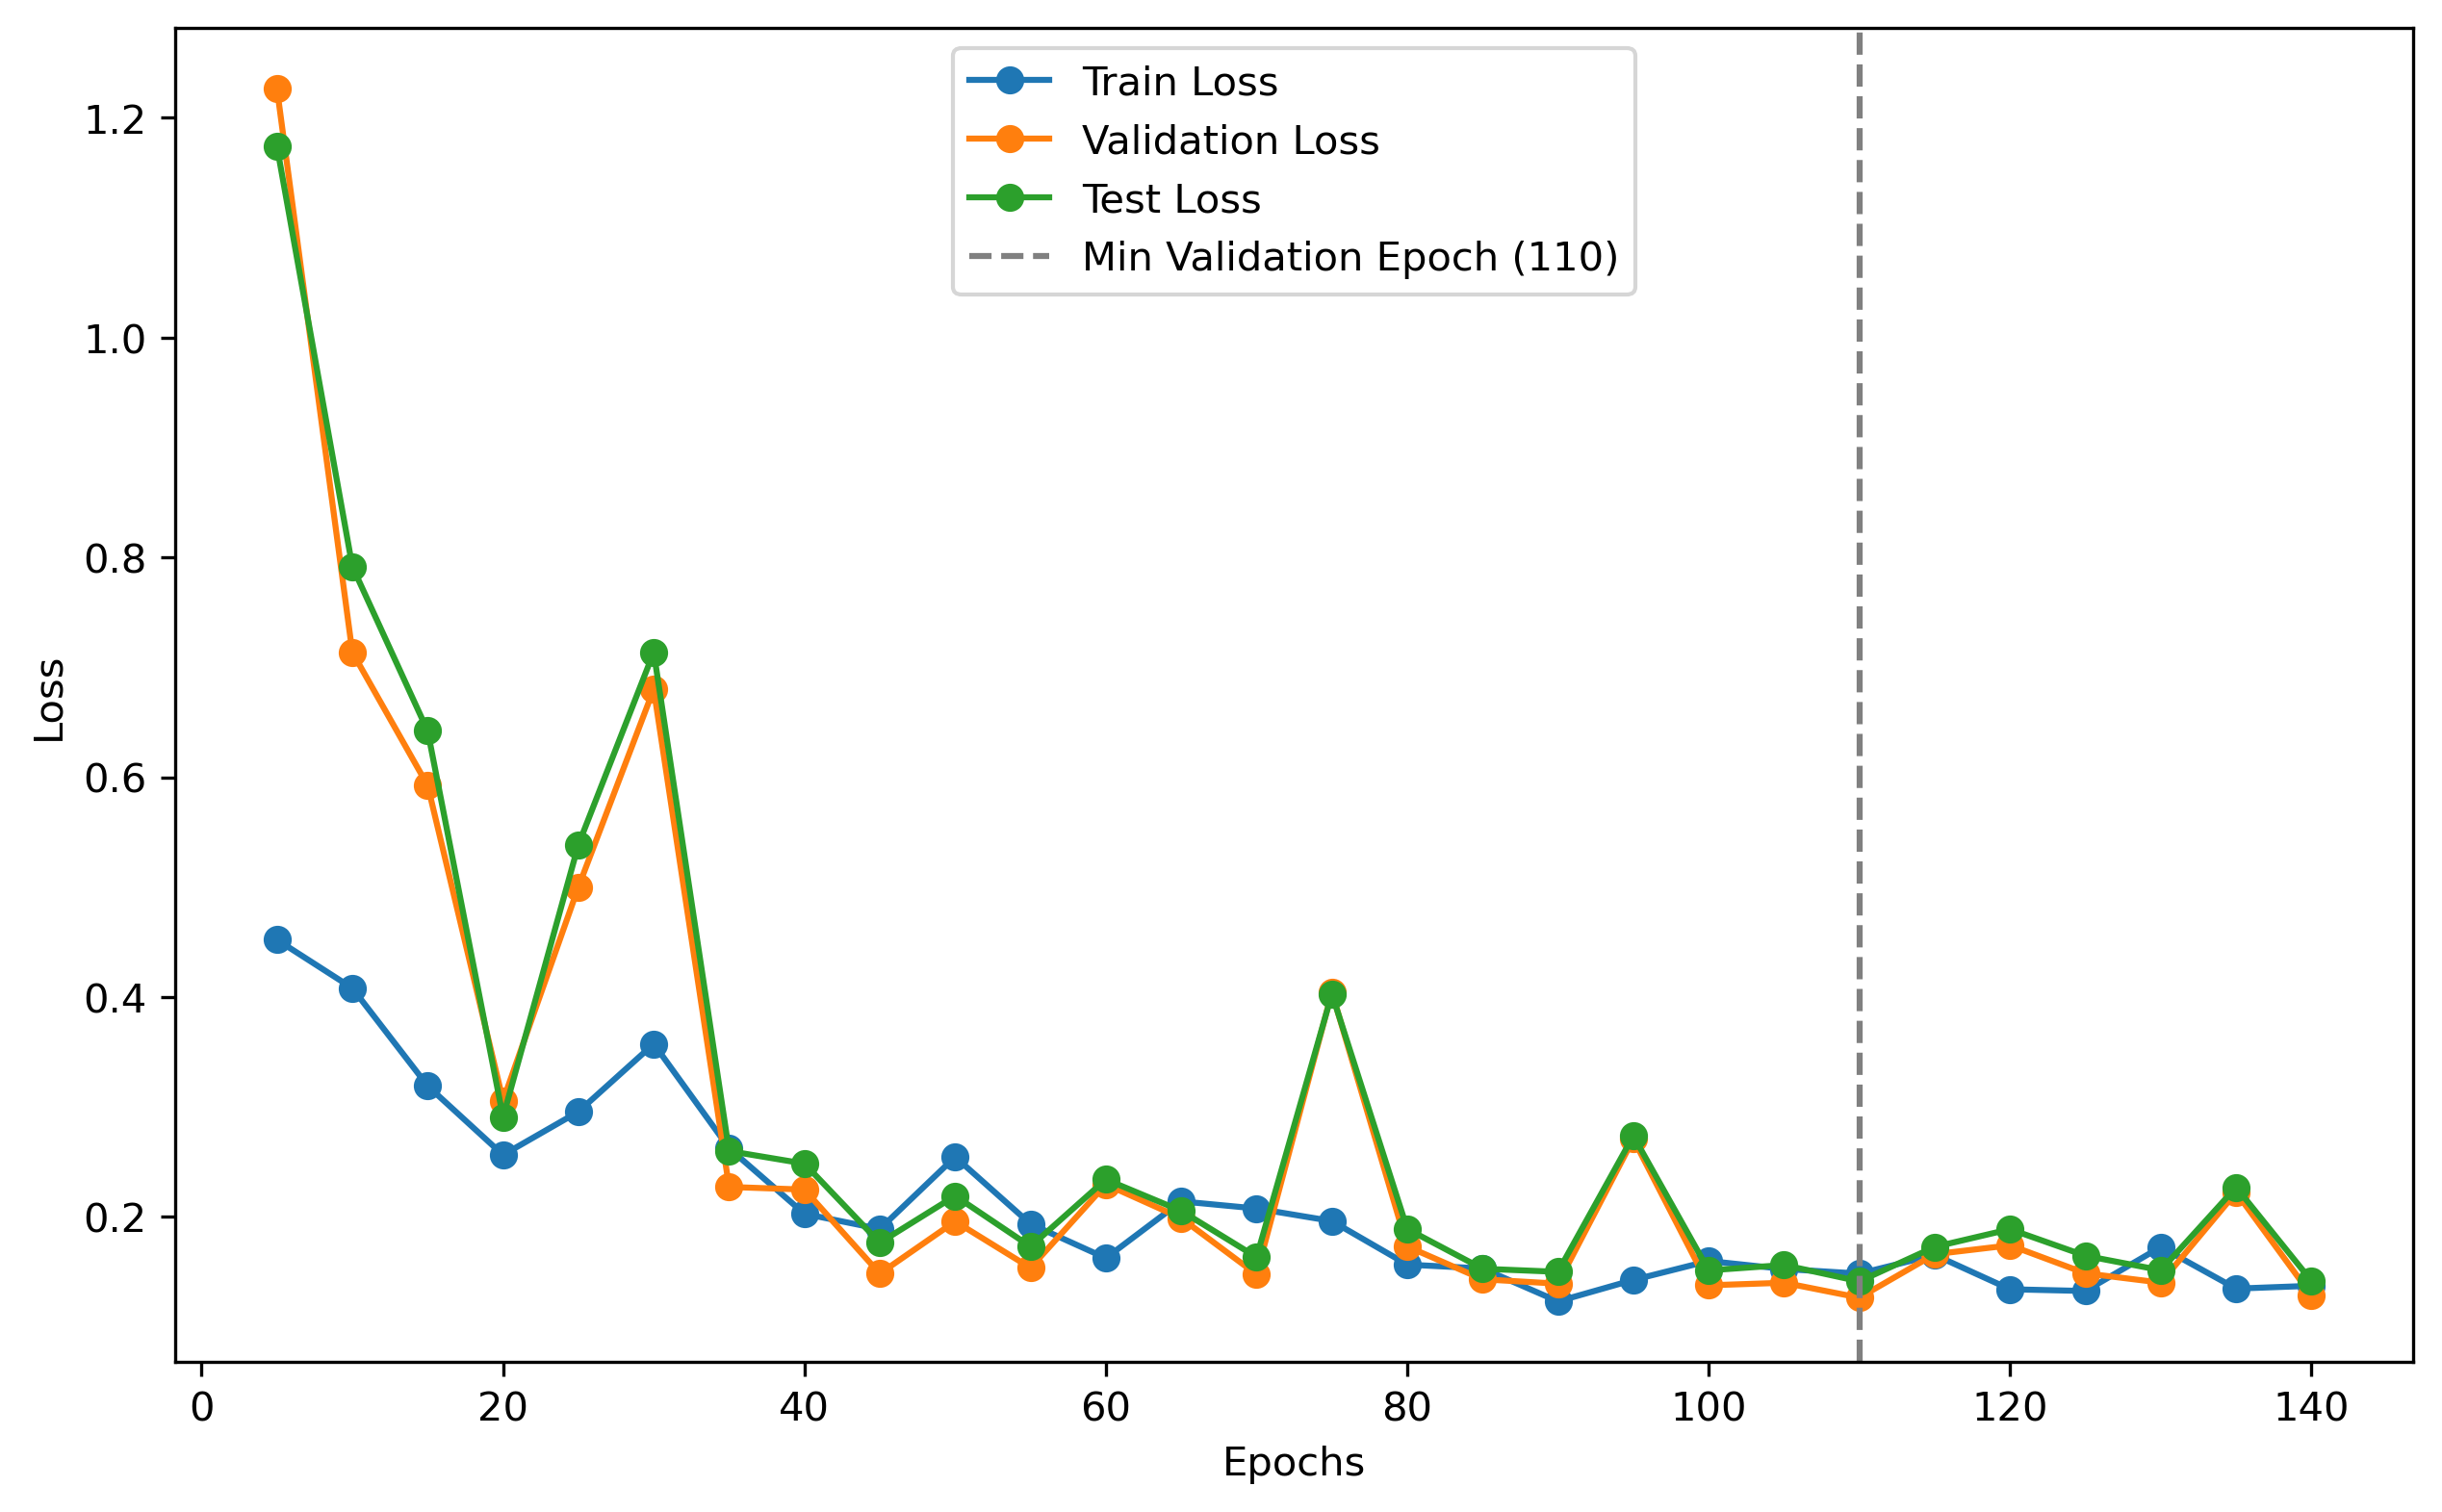 Train Loss
Validation Loss
Test Loss
Min Validation Epoch (110)
1.2
1.0
0.8
0.6
0.4
0.2
Loss
0 20 40 60 80 100 120 140
Epochs